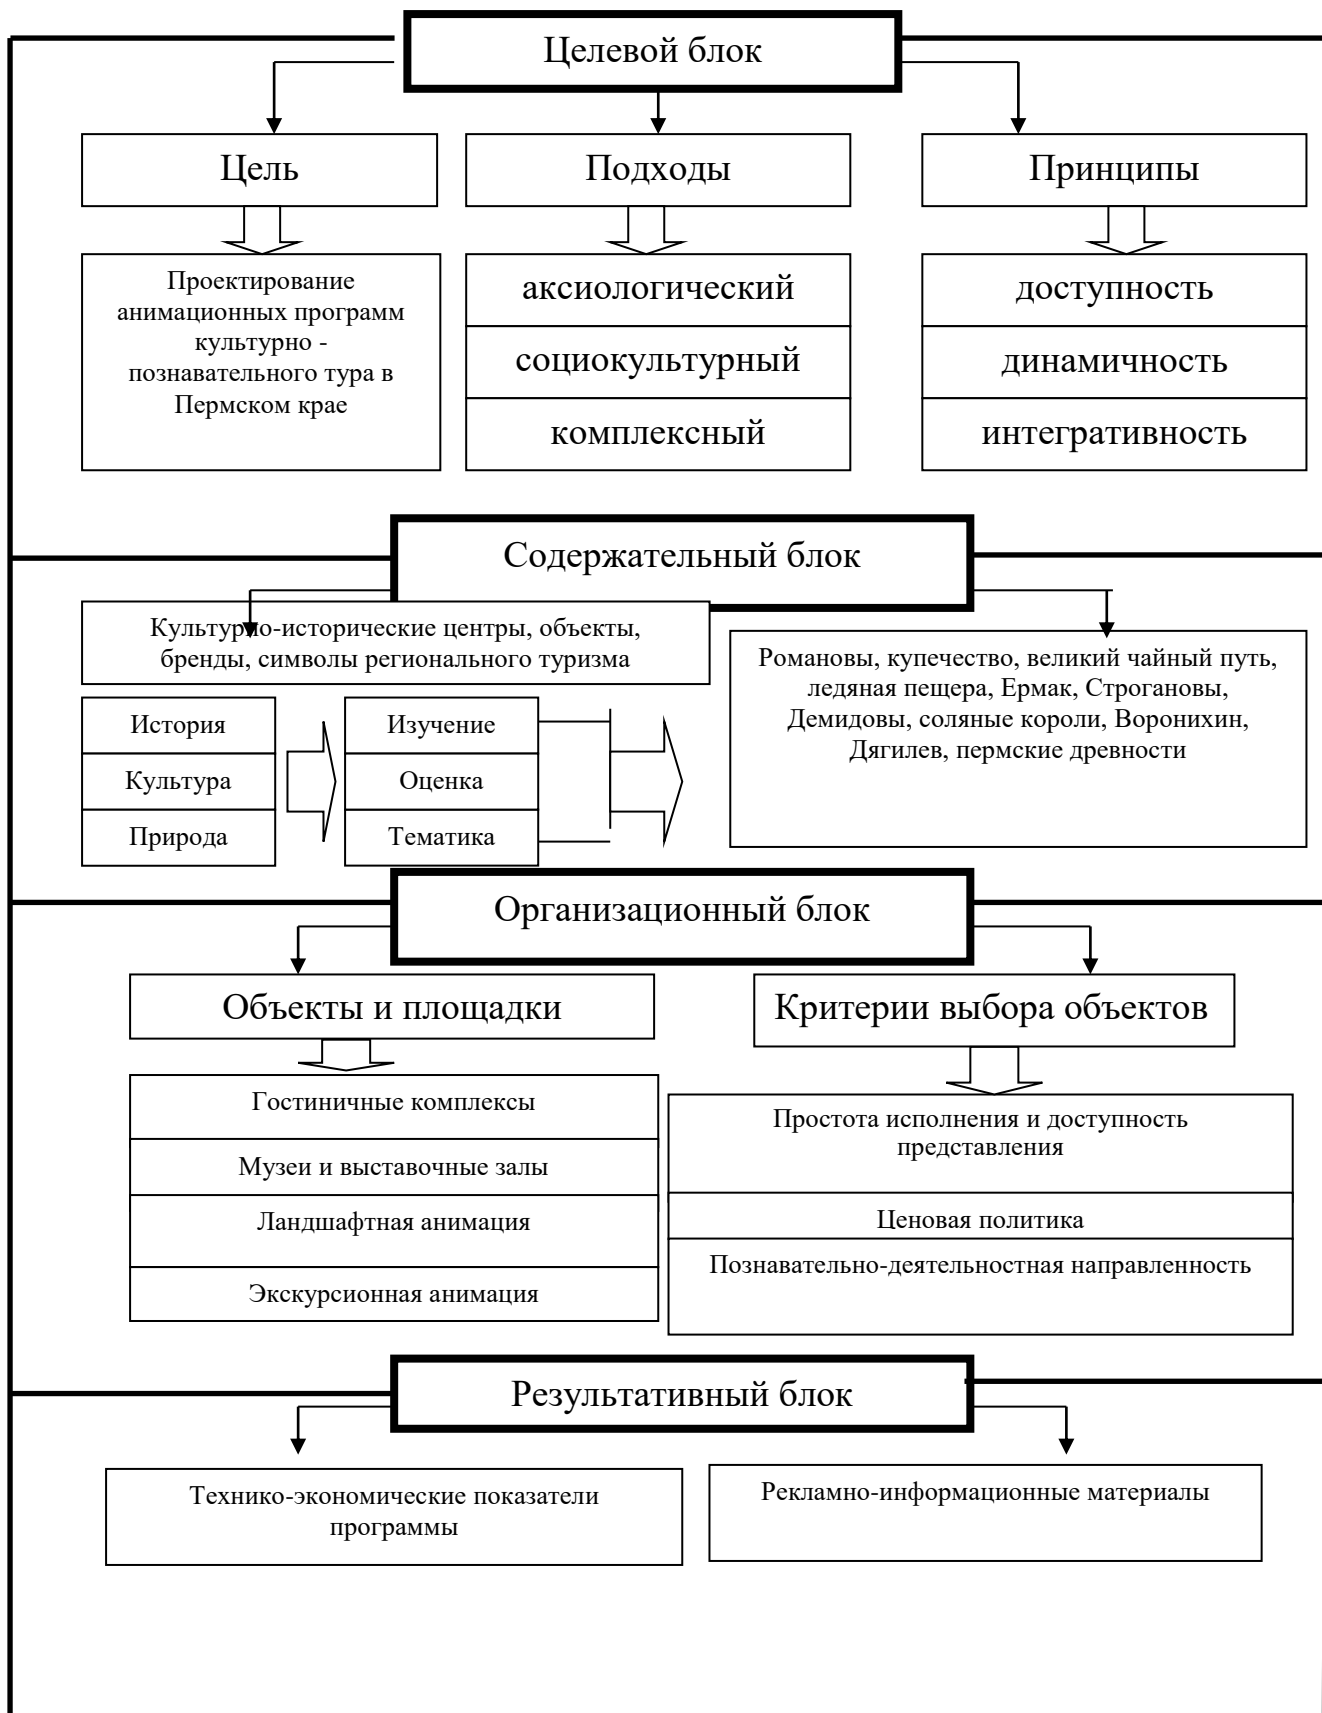 Целевой блок
Цель
Подходы
Принципы
Проектирование
анимационных программ
культурно -
познавательного тура в
Пермском крае
аксиологический
социокультурный
комплексный
доступность
динамичность
интегративность
Содержательный блок
Культурно-исторические центры, объекты,
бренды, символы регионального туризма
Романовы, купечество, великий чайный путь,
ледяная пещера, Ермак, Строгановы,
Демидовы, соляные короли, Воронихин,
Дягилев, пермские древности
История
Культура
Природа
Изучение
Оценка
Тематика
Организационный блок
Объекты и площадки
Критерии выбора объектов
Гостиничные комплексы
Музеи и выставочные залы
Ландшафтная анимация
Экскурсионная анимация
Простота исполнения и доступность
представления
Ценовая политика
Познавательно-деятельностная направленность
Результативный блок
Технико-экономические показатели
программы
Рекламно-информационные материалы